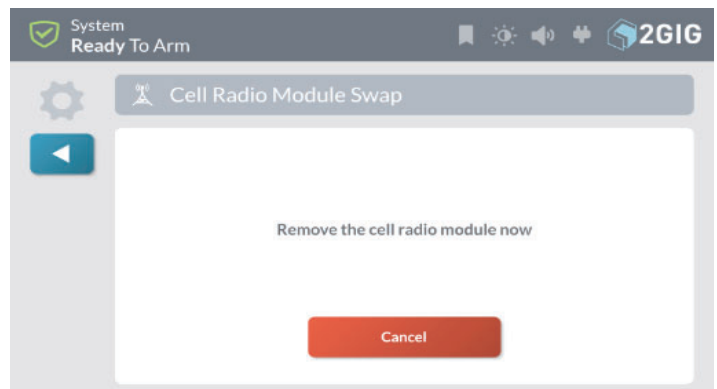 System
Ready To Arm
2GIG
Cell Radio Module Swap
Remove the cell radio module now
Cancel